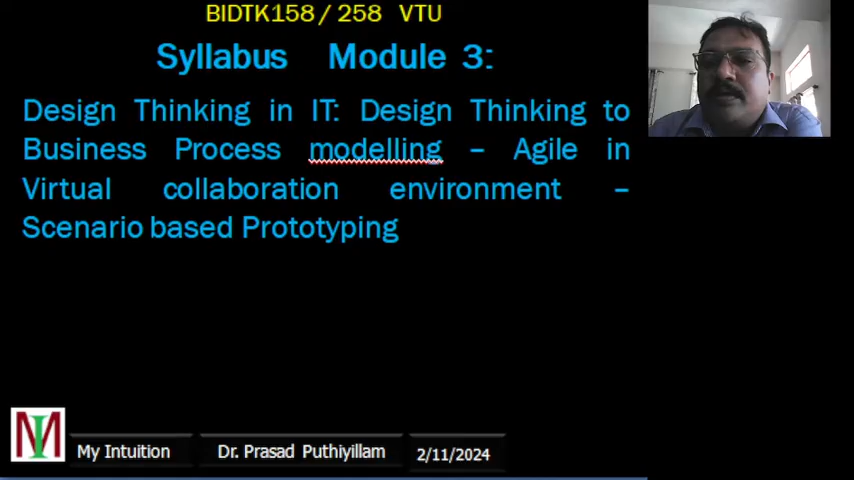 BIDTK158 / 258 VTU
Syllabus Module 3:
Design Thinking in IT: Design Thinking to
Business Process modelling – Agile in
Virtual collaboration environment –
Scenario based Prototyping
MI
My Intuition
Dr. Prasad Puthiyillam
2/11/2024